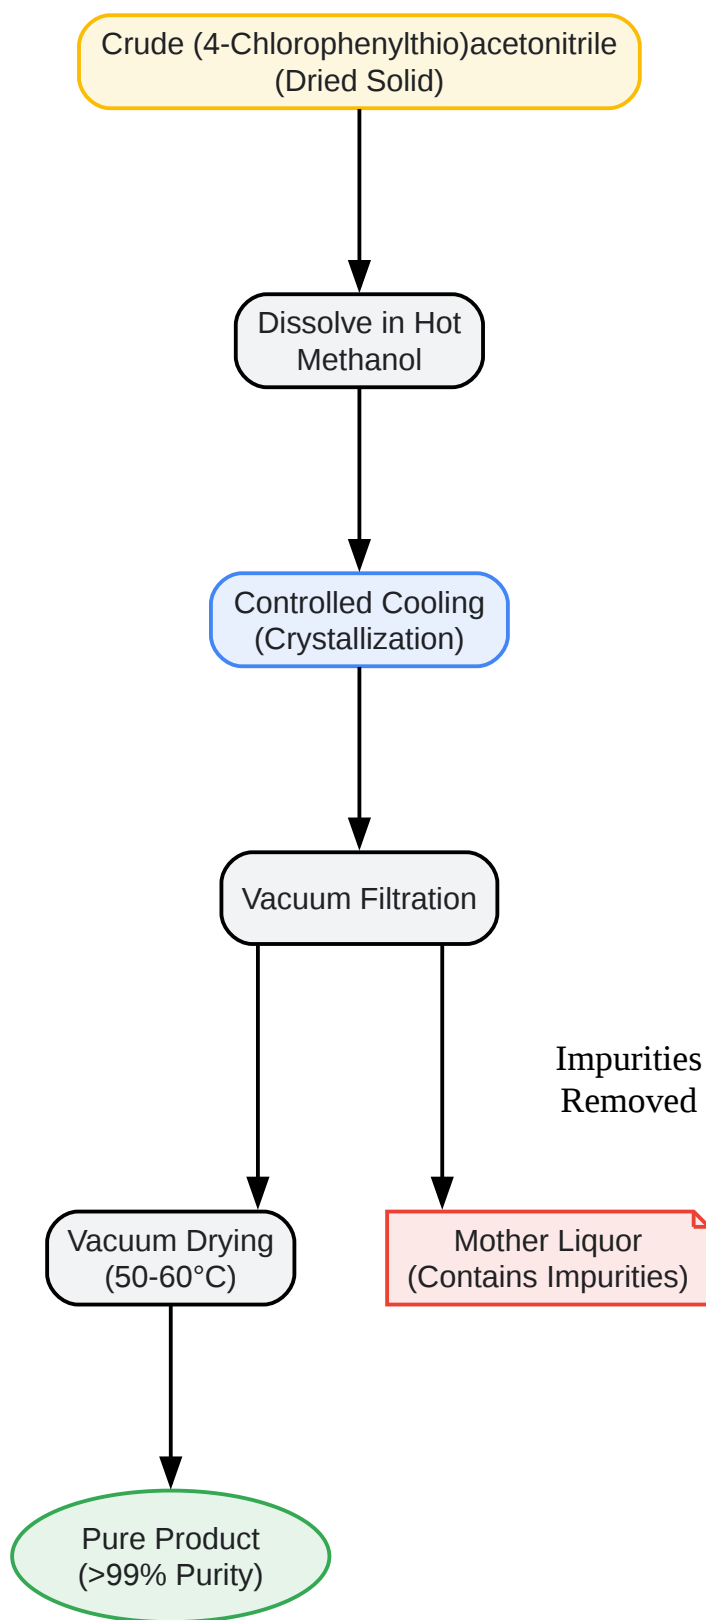 Crude (4-Chlorophenylthio)acetonitrile
(Dried Solid)
Dissolve in Hot
Methanol
Controlled Cooling
(Crystallization)
Vacuum Filtration
Impurities
Removed
Vacuum Drying
(50-60°C)
Mother Liquor
(Contains Impurities)
Pure Product
(>99% Purity)